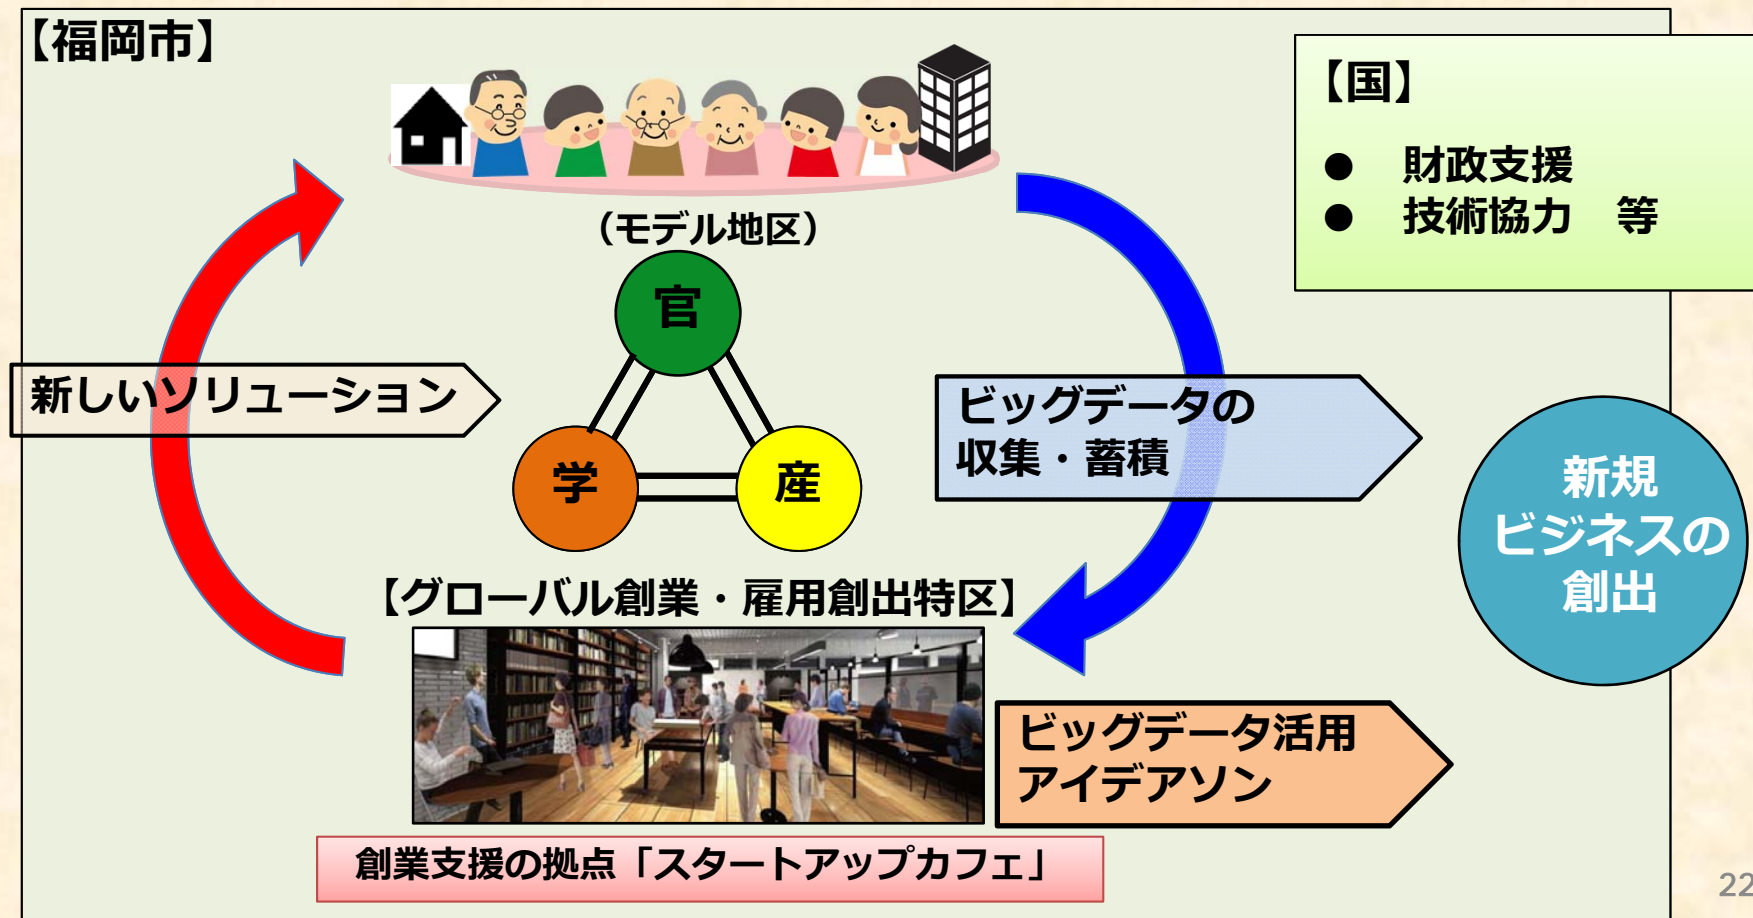 【福岡市】
【国】
● 財政支援
● 技術協力　等
（モデル地区）
官
学
産
新しいソリューション
ビッグデータの
収集・蓄積
新規
ビジネスの
創出
【グローバル創業・雇用創出特区】
ビッグデータ活用
アイデアソン
創業支援の拠点「スタートアップカフェ」
22